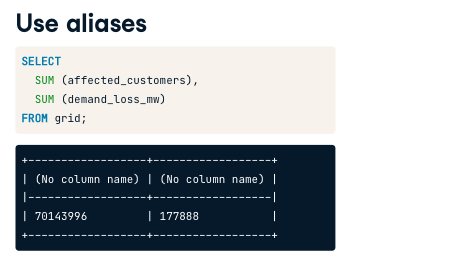 Use aliases
SELECT
  SUM (affected_customers),
  SUM (demand_loss_mw)
FROM grid;
+------------------+------------------+
| (No column name) | (No column name) |
|------------------+------------------|
| 70143996         | 177888           |
+------------------+------------------+